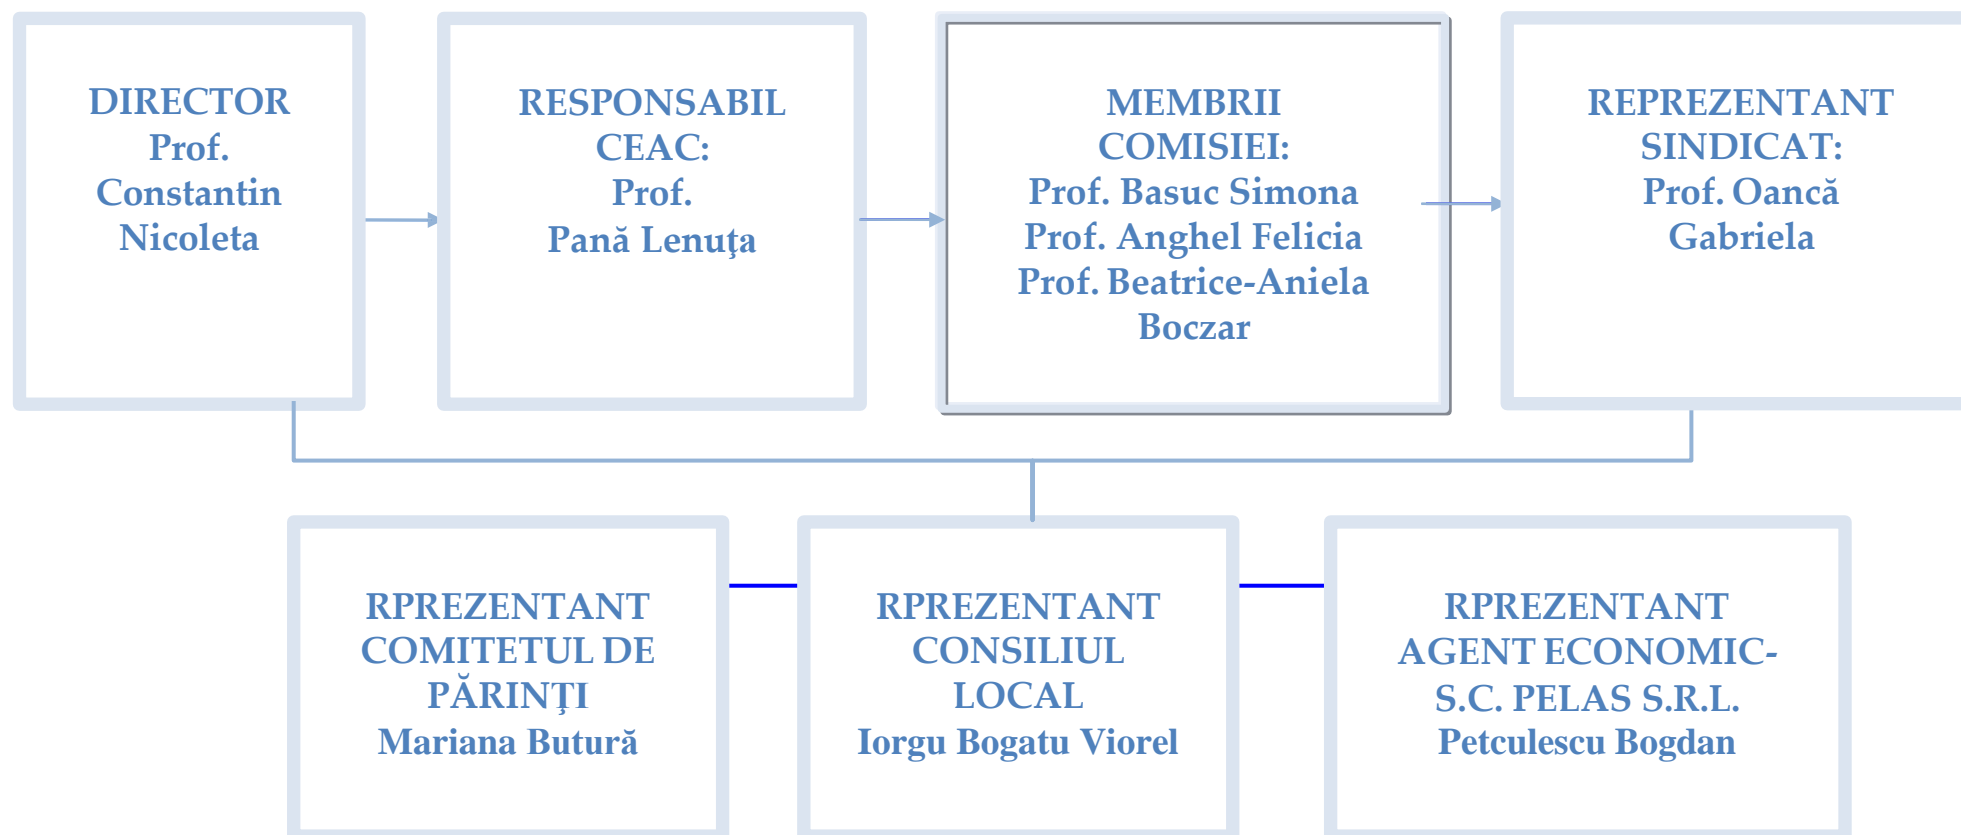 DIRECTOR
Prof.
Constantin
Nicoleta
RESPONSABIL
CEAC:
Prof.
Pană Lenuţa
MEMBRII
COMISIEI:
Prof. Basuc Simona
Prof. Anghel Felicia
Prof. Beatrice-Aniela
Boczar
REPREZENTANT
SINDICAT:
Prof. Oancă
Gabriela
RPREZENTANT
COMITETUL DE
PĂRINŢI
Mariana Butură
RPREZENTANT
CONSILIUL
LOCAL
Iorgu Bogatu Viorel
RPREZENTANT
AGENT ECONOMIC-
S.C. PELAS S.R.L.
Petculescu Bogdan